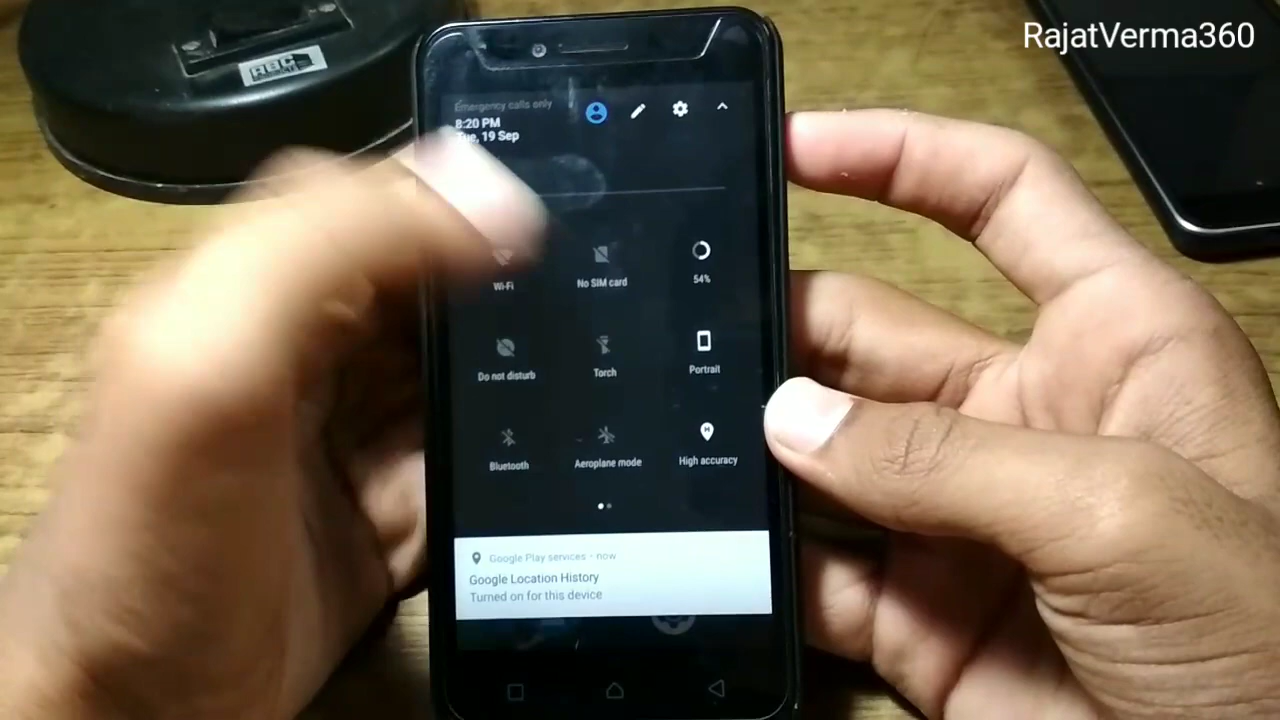 RajatVerma360
ABC
Emergency calls only
8:20 PM
Tue, 19 Sep
Wi-Fi
No SIM card
54%
Do not disturb
Torch
Portrait
Bluetooth
Aeroplane mode
High accuracy
Google Play services • now
Google Location History
Turned on for this device